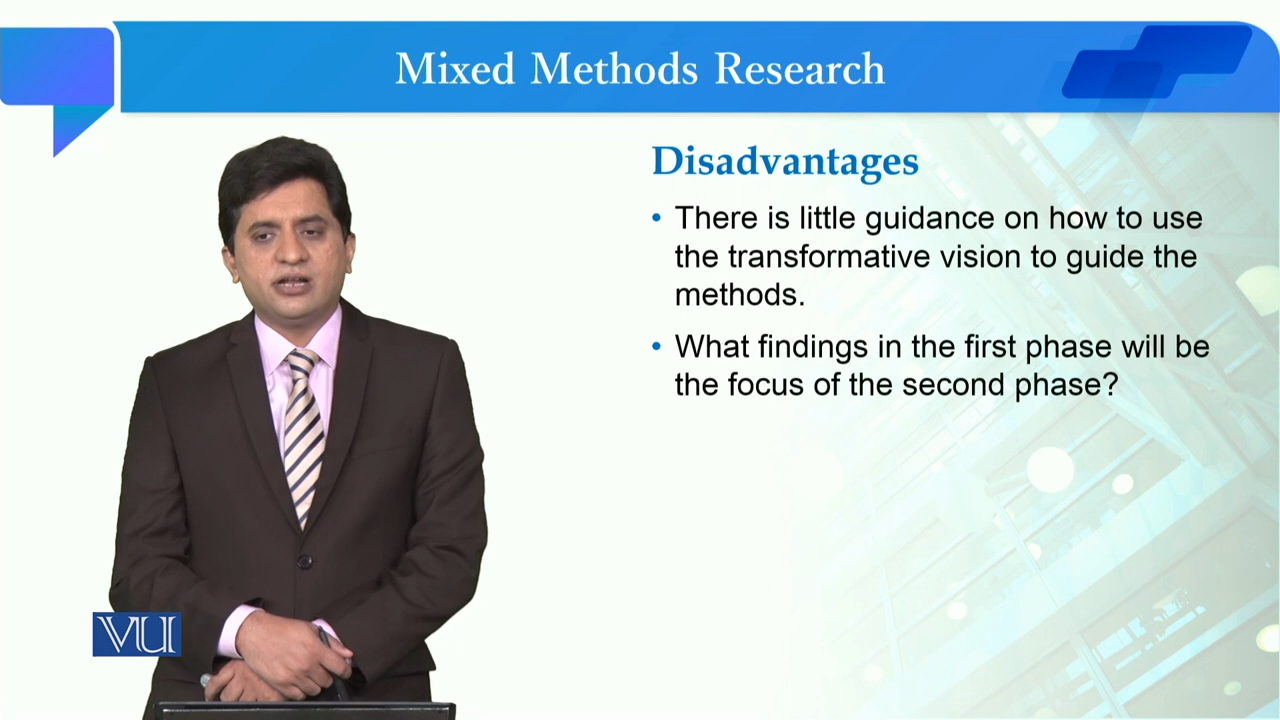 Mixed Methods Research
Disadvantages
• There is little guidance on how to use
the transformative vision to guide the
methods.
• What findings in the first phase will be
the focus of the second phase?
VU